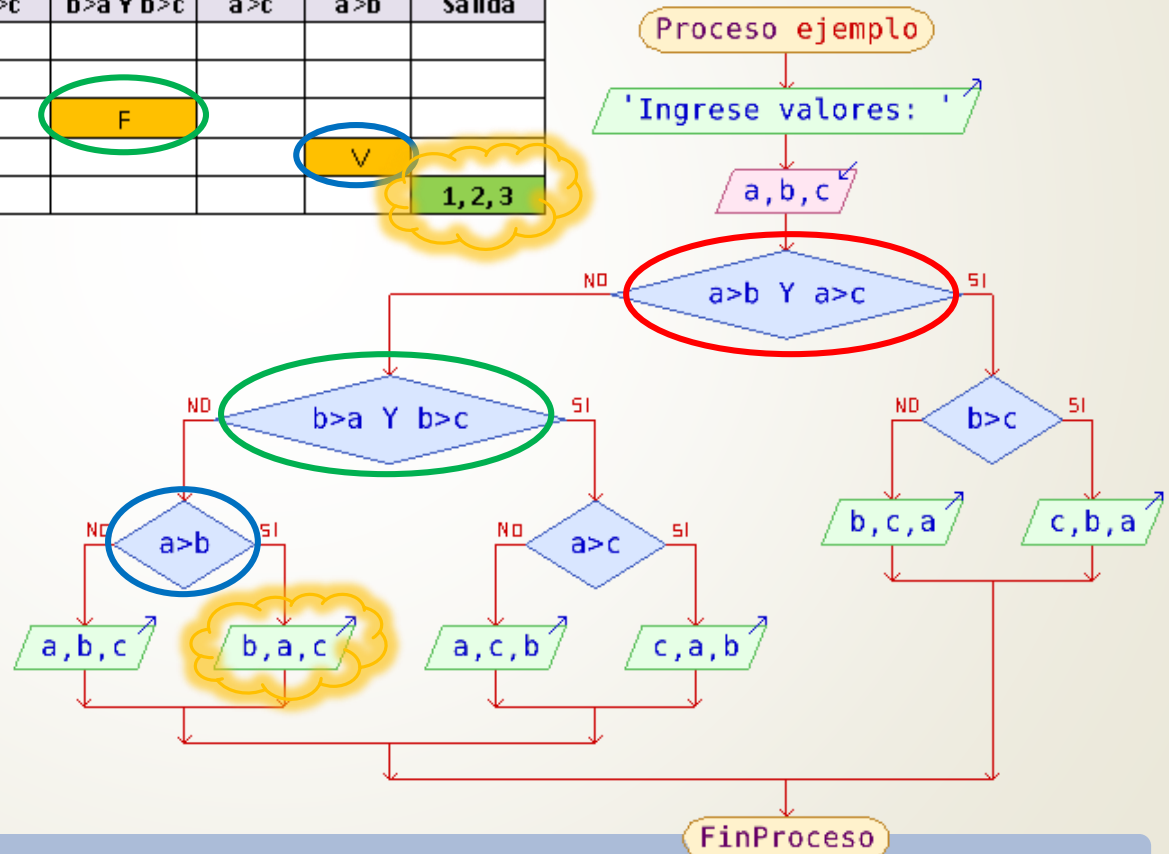 >c b>a Y b>c a>c a>b Salida
F
V
1,2,3
Proceso ejemplo
'Ingrese valores: '
a,b,c
NO a>b Y a>c SI
NO b>a Y b>c SI
NO b>c SI
NO a>b SI
NO a>c SI
b,c,a c,b,a
a,b,c b,a,c a,c,b c,a,b
FinProceso